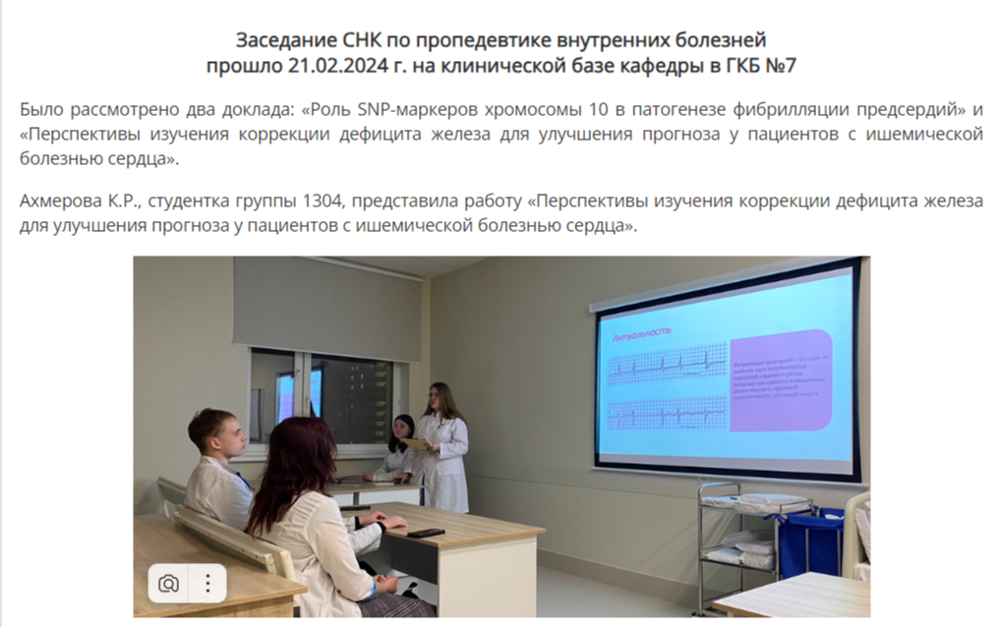 Заседание СНК по пропедевтике внутренних болезней
прошло 21.02.2024 г. на клинической базе кафедры в ГКБ №7
Было рассмотрено два доклада: «Роль SNP-маркеров хромосомы 10 в патогенезе фибрилляции предсердий» и
«Перспективы изучения коррекции дефицита железа для улучшения прогноза у пациентов с ишемической
болезнью сердца».
Ахмерова К.Р., студентка группы 1304, представила работу «Перспективы изучения коррекции дефицита железа
для улучшения прогноза у пациентов с ишемической болезнью сердца».
Актуальность